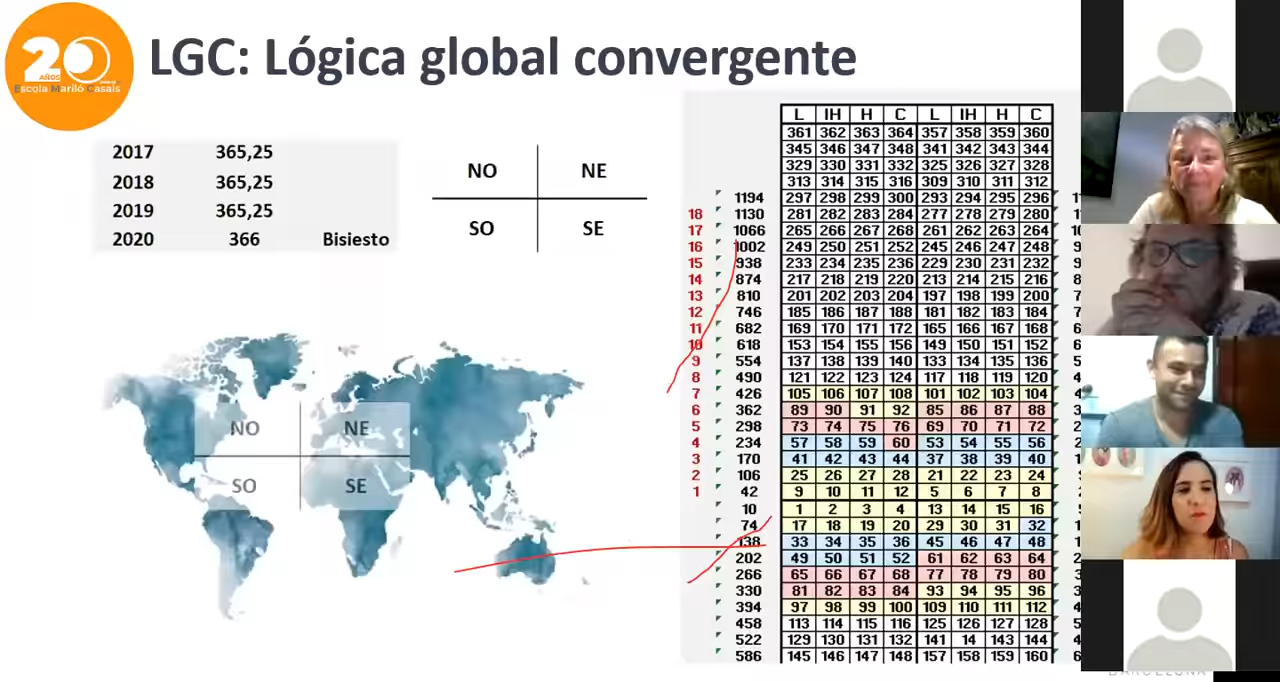 20
AÑOS
Escola Mariló Casals
LGC: Lógica global convergente
2017 365,25
2018 365,25
2019 365,25
2020 366 Bisiesto
NO NE
SO SE
NO NE
SO SE
L IH H C L IH H C
361 362 363 364 357 358 359 360
345 346 347 348 341 342 343 344
329 330 331 332 325 326 327 328
313 314 315 316 309 310 311 312
1194 297 298 299 300 293 294 295 296
18 1130 281 282 283 284 277 278 279 280
17 1066 265 266 267 268 261 262 263 264
16 1002 249 250 251 252 245 246 247 248
15 938 233 234 235 236 229 230 231 232
14 874 217 218 219 220 213 214 215 216
13 810 201 202 203 204 197 198 199 200
12 746 185 186 187 188 181 182 183 184
11 682 169 170 171 172 165 166 167 168
10 618 153 154 155 156 149 150 151 152
9 554 137 138 139 140 133 134 135 136
8 490 121 122 123 124 117 118 119 120
7 426 105 106 107 108 101 102 103 104
6 362 89 90 91 92 85 86 87 88
5 298 73 74 75 76 69 70 71 72
4 234 57 58 59 60 53 54 55 56
3 170 41 42 43 44 37 38 39 40
2 106 25 26 27 28 21 22 23 24
1 42 9 10 11 12 5 6 7 8
10 1 2 3 4 13 14 15 16
74 17 18 19 20 29 30 31 32
138 33 34 35 36 45 46 47 48
202 49 50 51 52 61 62 63 64
266 65 66 67 68 77 78 79 80
330 81 82 83 84 93 94 95 96
394 97 98 99 100 109 110 111 112
458 113 114 115 116 125 126 127 128
522 129 130 131 132 141 14 143 144
586 145 146 147 148 157 158 159 160